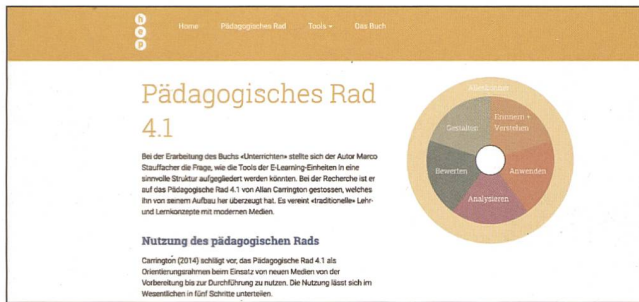 h
e
p
Home Pädagogisches Rad Tools Das Buch
Pädagogisches Rad
4.1
Bei der Erarbeitung des Buchs «Unterrichten» stellte sich der Autor Marco
Stauffacher die Frage, wie die Tools der E-Learning-Einheiten in eine
sinnvolle Struktur aufgegliedert werden könnten. Bei der Recherche ist er
auf das Pädagogische Rad 4.1 von Allan Carrington gestossen, welches
ihn von seinem Aufbau her überzeugt hat. Es vereint «traditionelle» Lehr-
und Lernkonzepte mit modernen Medien.
Nutzung des pädagogischen Rads
Carrington (2014) schlägt vor, das Pädagogische Rad 4.1 als
Orientierungsrahmen beim Einsatz von neuen Medien von der
Vorbereitung bis zur Durchführung zu nutzen. Die Nutzung lässt sich im
Wesentlichen in fünf Schritte unterteilen.
Alleskönner
Erinnern +
Verstehen
Gestalten
Bewerten
Anwenden
Analysieren